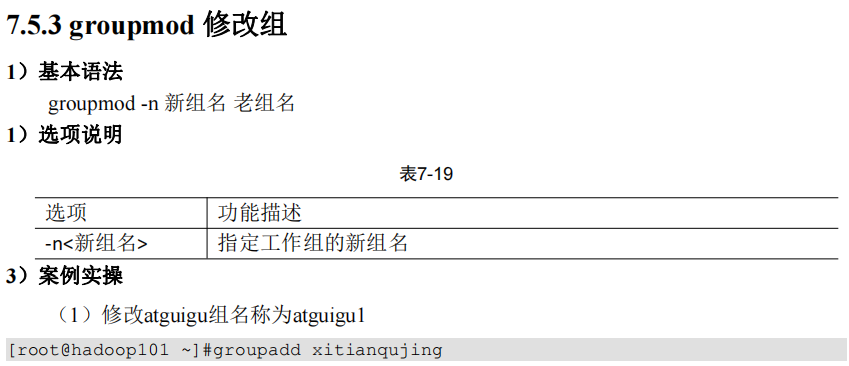 7.5.3 groupmod 修改组
1）基本语法
groupmod -n 新组名 老组名
1）选项说明
表7-19
选项 功能描述
-n<新组名> 指定工作组的新组名
3）案例实操
（1）修改atguigu组名称为atguigu1
[root@hadoop101 ~]#groupadd xitianqujing